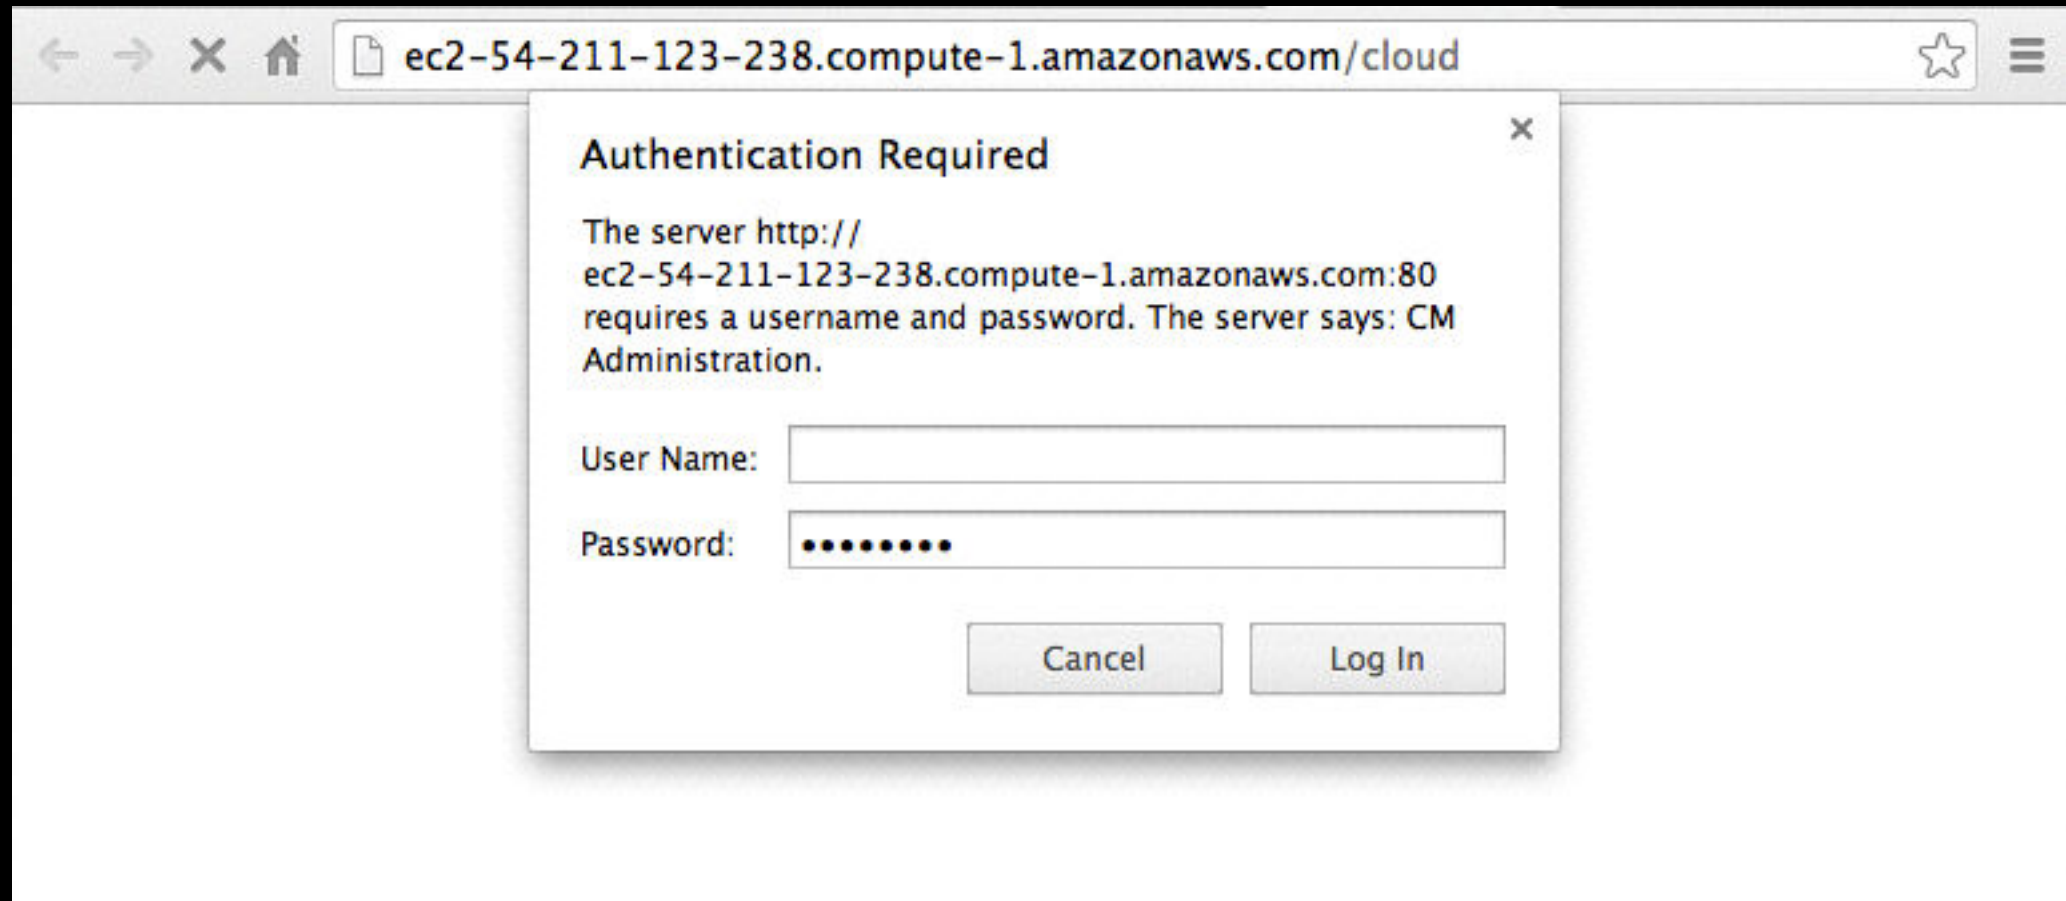 ec2-54-211-123-238.compute-1.amazonaws.com/cloud
Authentication Required
The server http://
ec2-54-211-123-238.compute-1.amazonaws.com:80
requires a username and password. The server says: CM
Administration.
User Name:
Password: ••••••••
Cancel Log In